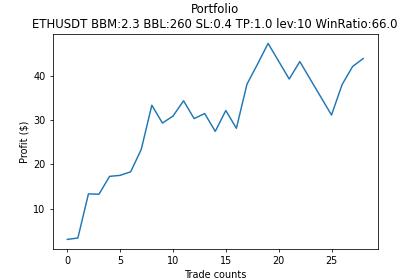 Portfolio
ETHUSDT BBM:2.3 BBL:260 SL:0.4 TP:1.0 lev:10 WinRatio:66.0
40
30
20
10
Profit ($)
0 5 10 15 20 25
Trade counts